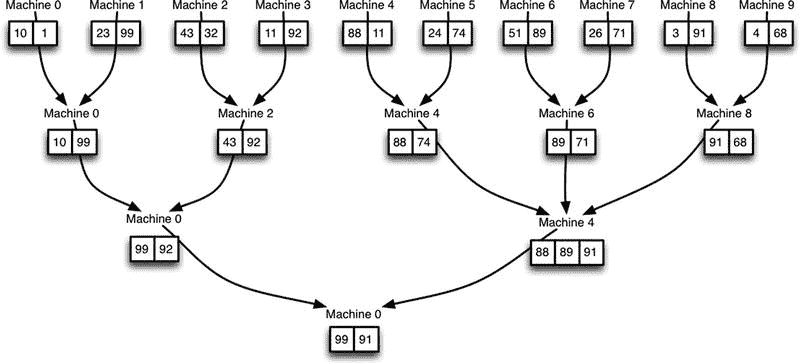 Machine 0 Machine 1 Machine 2 Machine 3 Machine 4 Machine 5 Machine 6 Machine 7 Machine 8 Machine 9
10 1 23 99 43 32 11 92 88 11 24 74 51 89 26 71 3 91 4 68
Machine 0 Machine 2 Machine 4 Machine 6 Machine 8
10 99 43 92 88 74 89 71 91 68
Machine 0 Machine 4
99 92 88 89 91
Machine 0
99 91